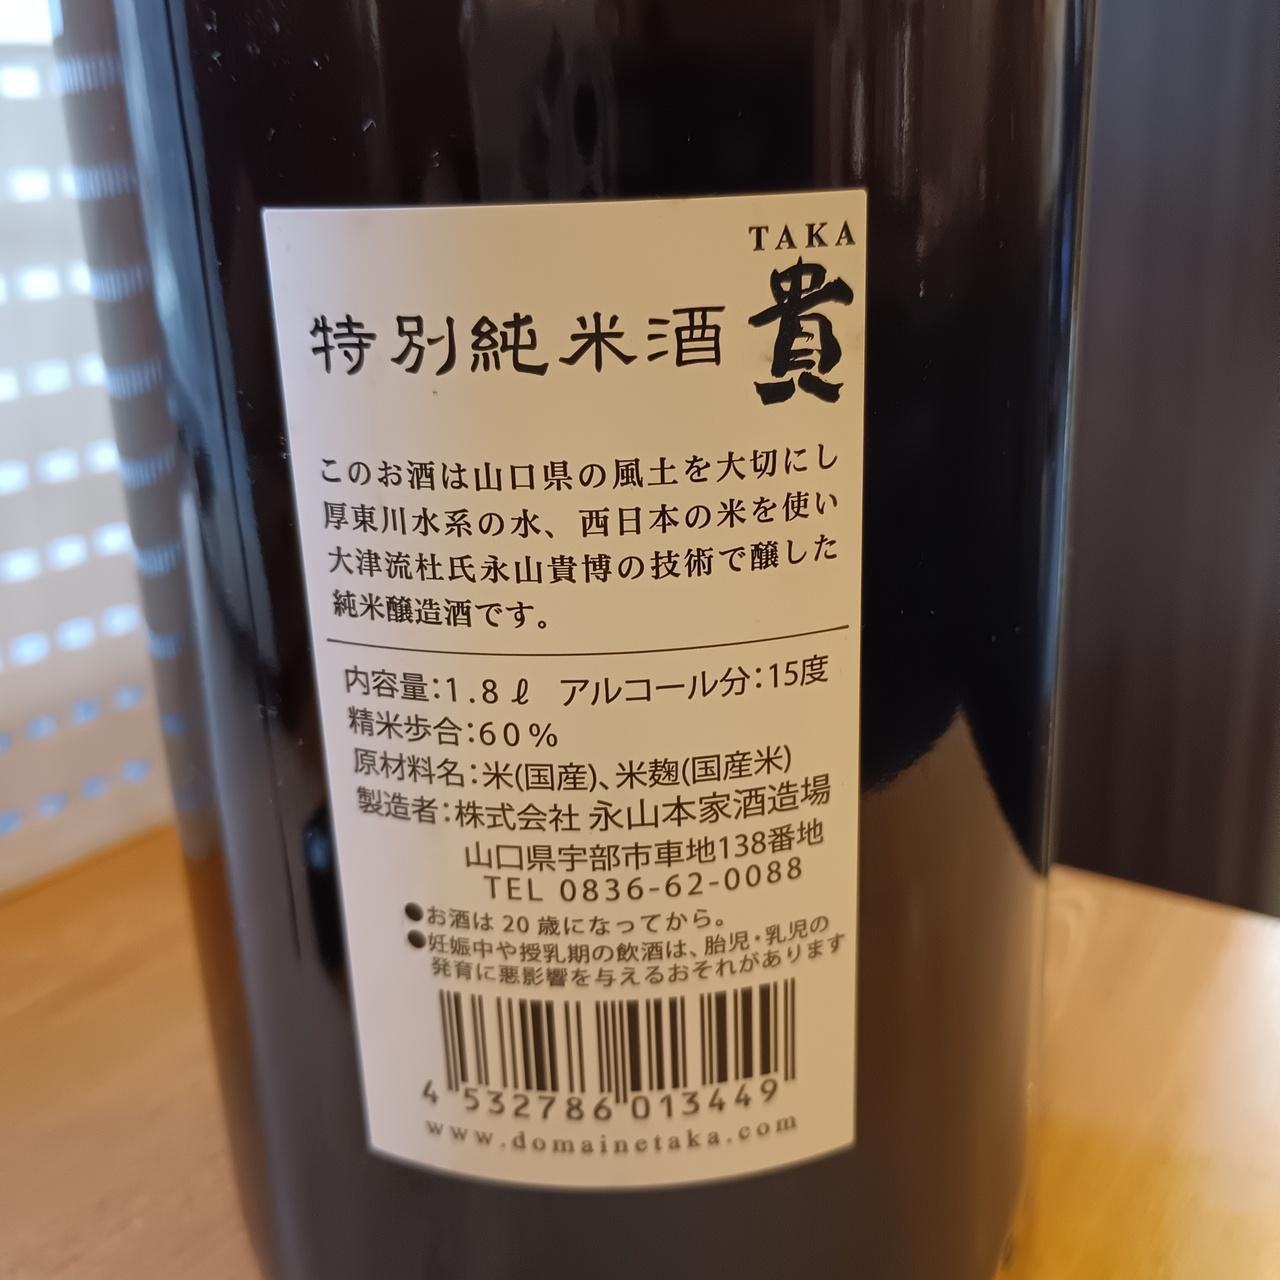 TAKA
特別純米酒 貴
このお酒は山口県の風土を大切にし
厚東川水系の水、西日本の米を使い
大津流杜氏永山貴博の技術で醸した
純米醸造酒です。
内容量:1.8ℓ アルコール分:15度
精米歩合:60%
原材料名:米(国産)、米麹(国産米)
製造者:株式会社 永山本家酒造場
山口県宇部市車地138番地
TEL 0836-62-0088
●お酒は 20 歳になってから。
●妊娠中や授乳期の飲酒は、胎児・乳児の
発育に悪影響を与えるおそれがあります
4 532786 013449
www.domainetaka.com